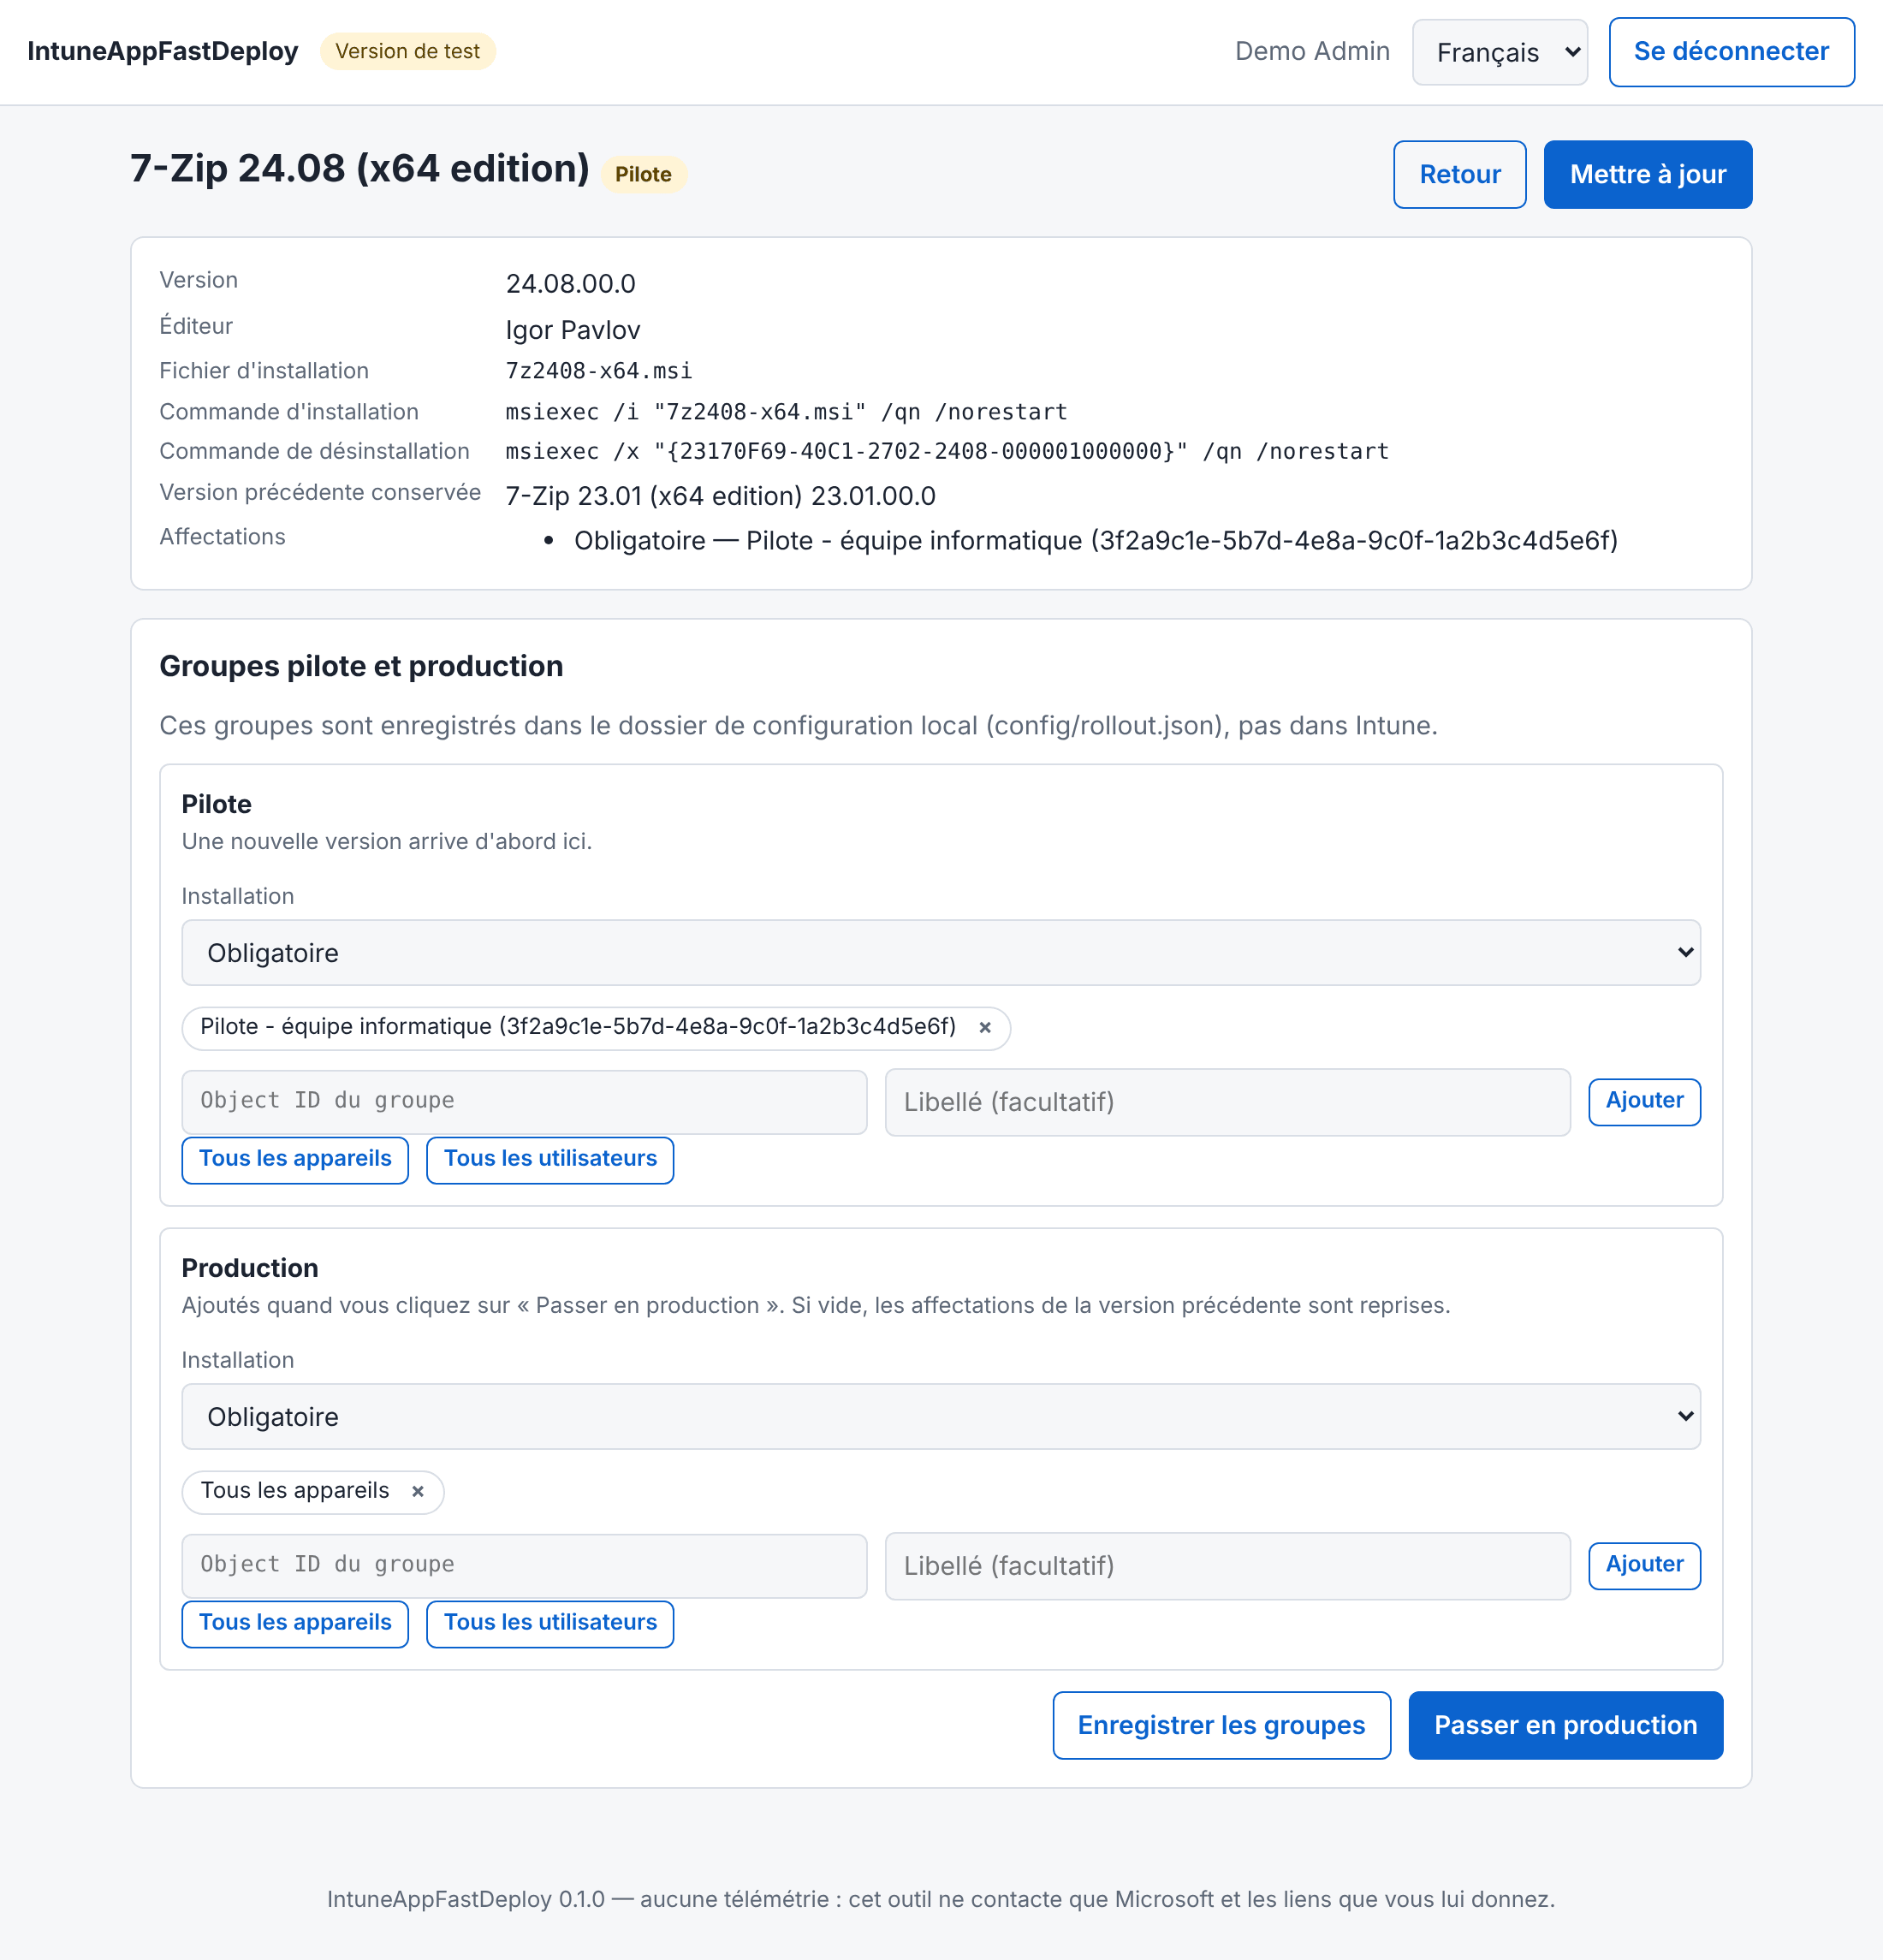 IntuneAppFastDeploy Version de test Demo Admin Français Se déconnecter
7-Zip 24.08 (x64 edition) Pilote Retour Mettre à jour
Version 24.08.00.0
Éditeur Igor Pavlov
Fichier d'installation 7z2408-x64.msi
Commande d'installation msiexec /i "7z2408-x64.msi" /qn /norestart
Commande de désinstallation msiexec /x "{23170F69-40C1-2702-2408-000001000000}" /qn /norestart
Version précédente conservée 7-Zip 23.01 (x64 edition) 23.01.00.0
Affectations • Obligatoire — Pilote - équipe informatique (3f2a9c1e-5b7d-4e8a-9c0f-1a2b3c4d5e6f)
Groupes pilote et production
Ces groupes sont enregistrés dans le dossier de configuration local (config/rollout.json), pas dans Intune.
Pilote
Une nouvelle version arrive d'abord ici.
Installation
Obligatoire
Pilote - équipe informatique (3f2a9c1e-5b7d-4e8a-9c0f-1a2b3c4d5e6f) ×
Object ID du groupe Libellé (facultatif) Ajouter
Tous les appareils Tous les utilisateurs
Production
Ajoutés quand vous cliquez sur « Passer en production ». Si vide, les affectations de la version précédente sont reprises.
Installation
Obligatoire
Tous les appareils ×
Object ID du groupe Libellé (facultatif) Ajouter
Tous les appareils Tous les utilisateurs
Enregistrer les groupes Passer en production
IntuneAppFastDeploy 0.1.0 — aucune télémétrie : cet outil ne contacte que Microsoft et les liens que vous lui donnez.